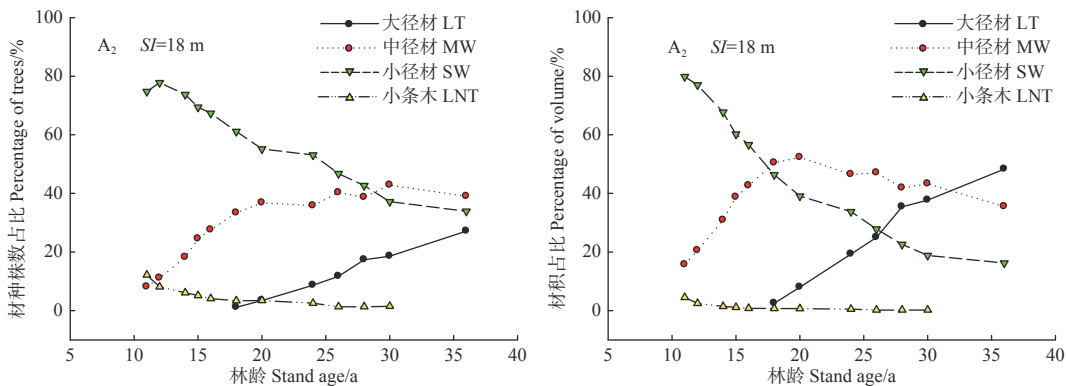 100
80
60
40
20
0
材种株数占比 Percentage of trees/%
A2 SI=18 m
大径材 LT
中径材 MW
小径材 SW
小条木 LNT
5 10 15 20 25 30 35 40
林龄 Stand age/a
100
80
60
40
20
0
材积占比 Percentage of volume/%
A2 SI=18 m
大径材 LT
中径材 MW
小径材 SW
小条木 LNT
5 10 15 20 25 30 35 40
林龄 Stand age/a